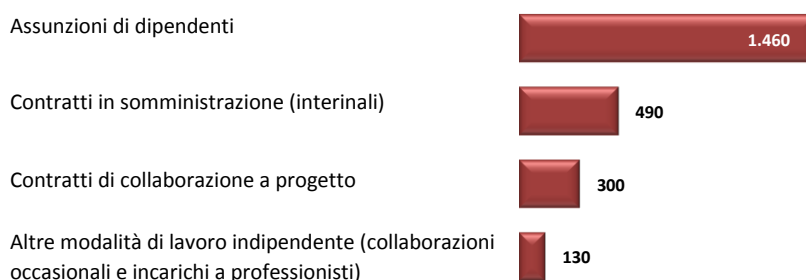 Assunzioni di dipendenti
1.460
Contratti in somministrazione (interinali)
490
Contratti di collaborazione a progetto
300
Altre modalità di lavoro indipendente (collaborazioni
occasionali e incarichi a professionisti)
130